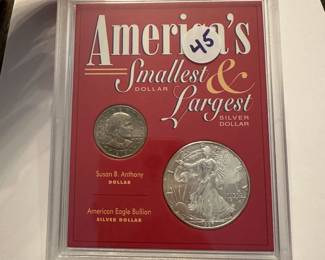 America's
45
Smallest &
DOLLAR
Largest
SILVER
DOLLAR
Susan B. Anthony
DOLLAR
American Eagle Bullion
SILVER DOLLAR